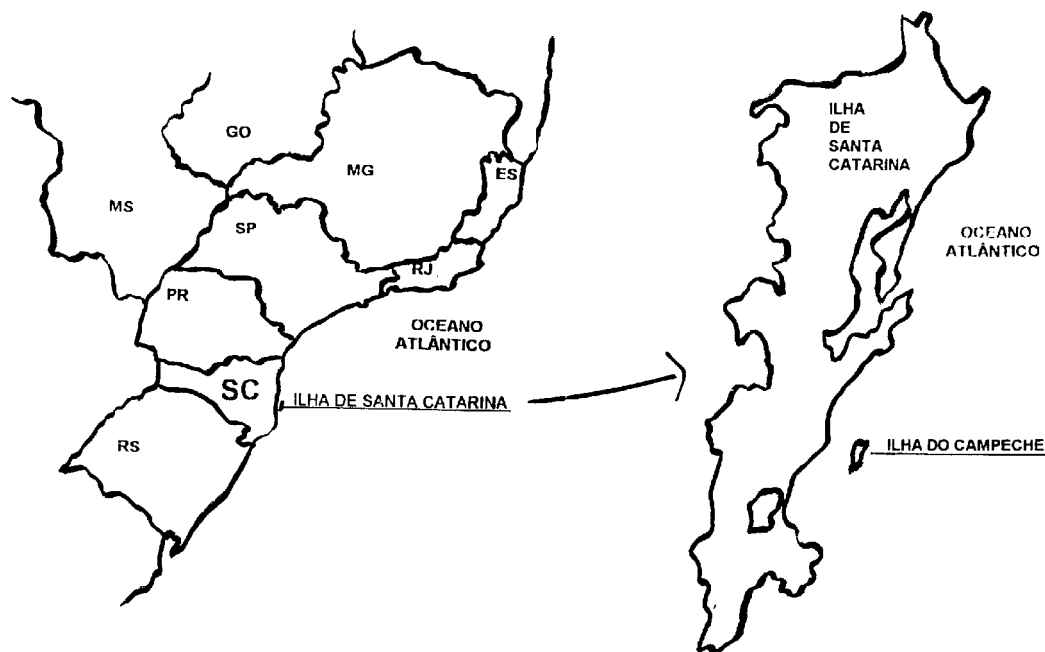 GO
MG
ES
MS
SP
RJ
PR
OCEANO
ATLÂNTICO
SC
ILHA DE SANTA CATARINA
RS
ILHA
DE
SANTA
CATARINA
OCEANO
ATLÂNTICO
ILHA DO CAMPECHE